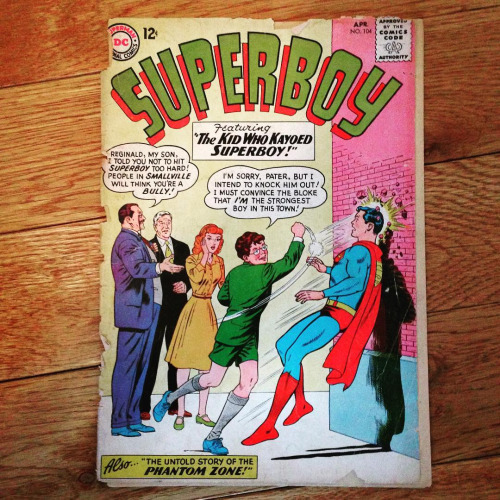 SUPERMAN
DC
NATIONAL COMICS
12¢
APR.
NO. 104
APPROVED
BY THE
COMICS
CODE
CA
AUTHORITY
SUPERBOY
Featuring
"THE KID WHO KAYOED
SUPERBOY!"
REGINALD, MY SON,
I TOLD YOU NOT TO HIT
SUPERBOY TOO HARD!
PEOPLE IN SMALLVILLE
WILL THINK YOU'RE A
BULLY!
I'M SORRY, PATER, BUT I
INTEND TO KNOCK HIM OUT!
I MUST CONVINCE THE BLOKE
THAT I'M THE STRONGEST
BOY IN THIS TOWN!
Also... "THE UNTOLD STORY OF THE
PHANTOM ZONE!"